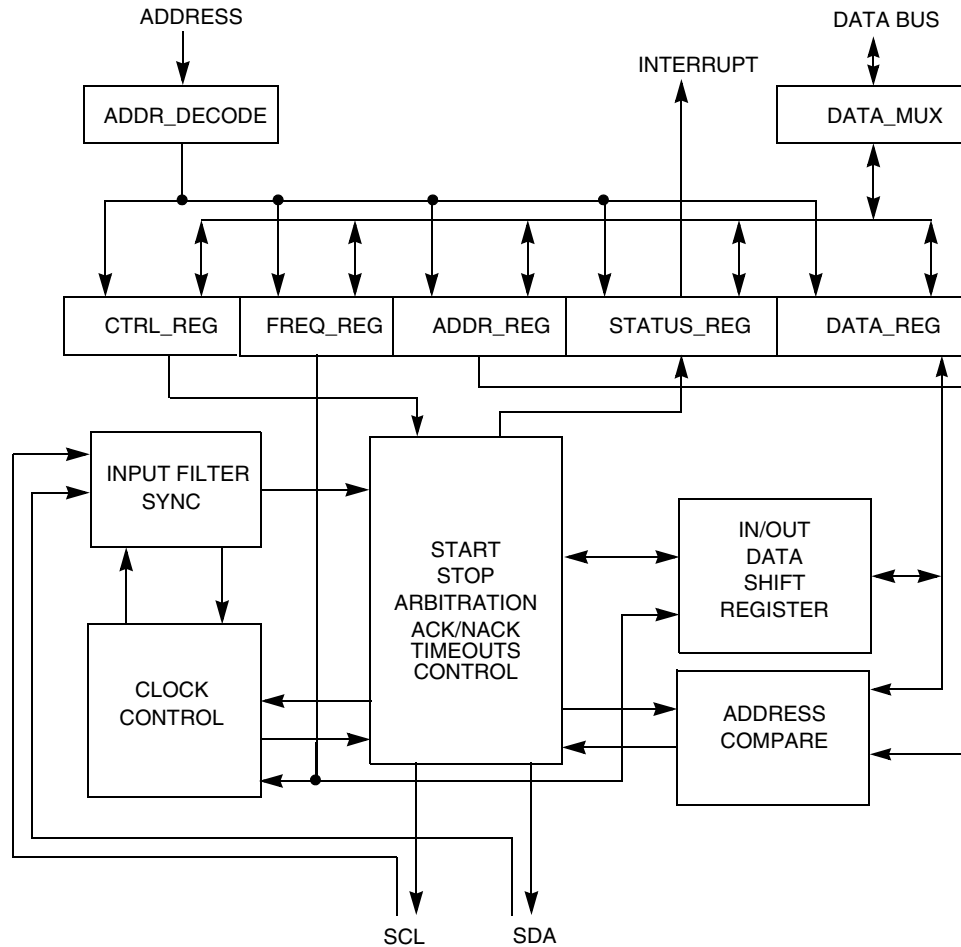 ADDRESS
DATA BUS
INTERRUPT
ADDR_DECODE
DATA_MUX
CTRL_REG
FREQ_REG
ADDR_REG
STATUS_REG
DATA_REG
INPUT FILTER
SYNC
START
STOP
ARBITRATION
ACK/NACK
TIMEOUTS
CONTROL
IN/OUT
DATA
SHIFT
REGISTER
CLOCK
CONTROL
ADDRESS
COMPARE
SCL
SDA